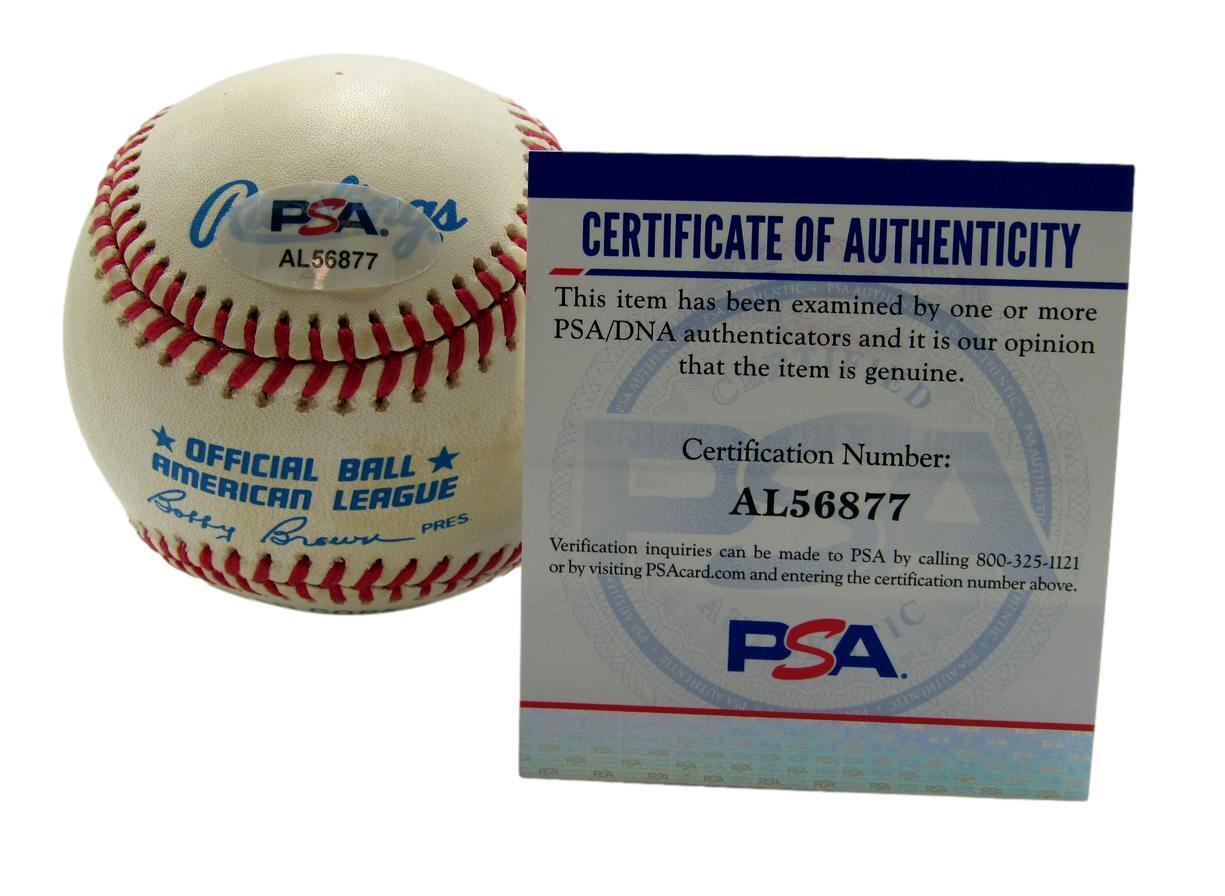 Rawlings
PSA.
AL56877
OFFICIAL BALL
AMERICAN LEAGUE
Bobby Brown PRES.
CERTIFICATE OF AUTHENTICITY
This item has been examined by one or more
PSA/DNA authenticators and it is our opinion
that the item is genuine.
CERTIFIED
PSA
Certification Number:
AL56877
Verification inquiries can be made to PSA by calling 800-325-1121
or by visiting PSAcard.com and entering the certification number above.
PSA.